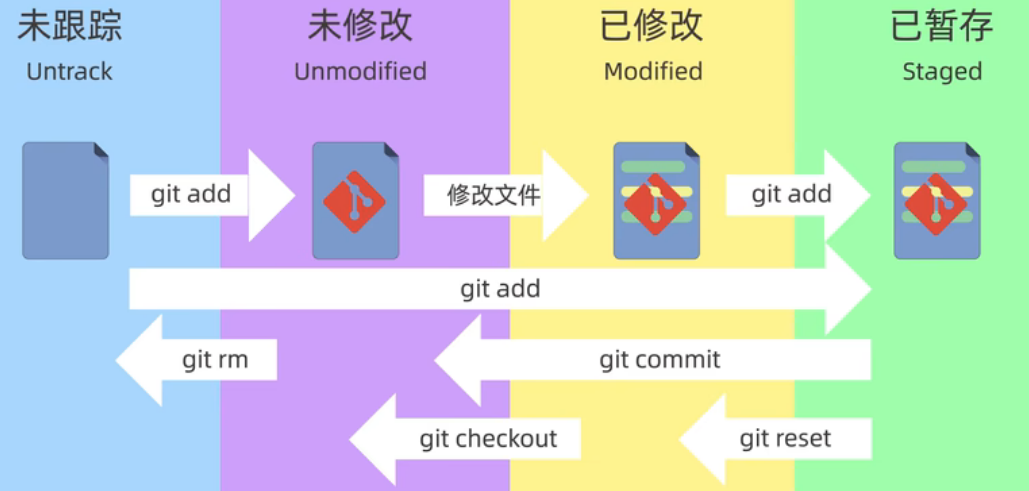 未跟踪
Untrack
未修改
Unmodified
已修改
Modified
已暂存
Staged
git add
修改文件
git add
git add
git rm
git commit
git checkout
git reset